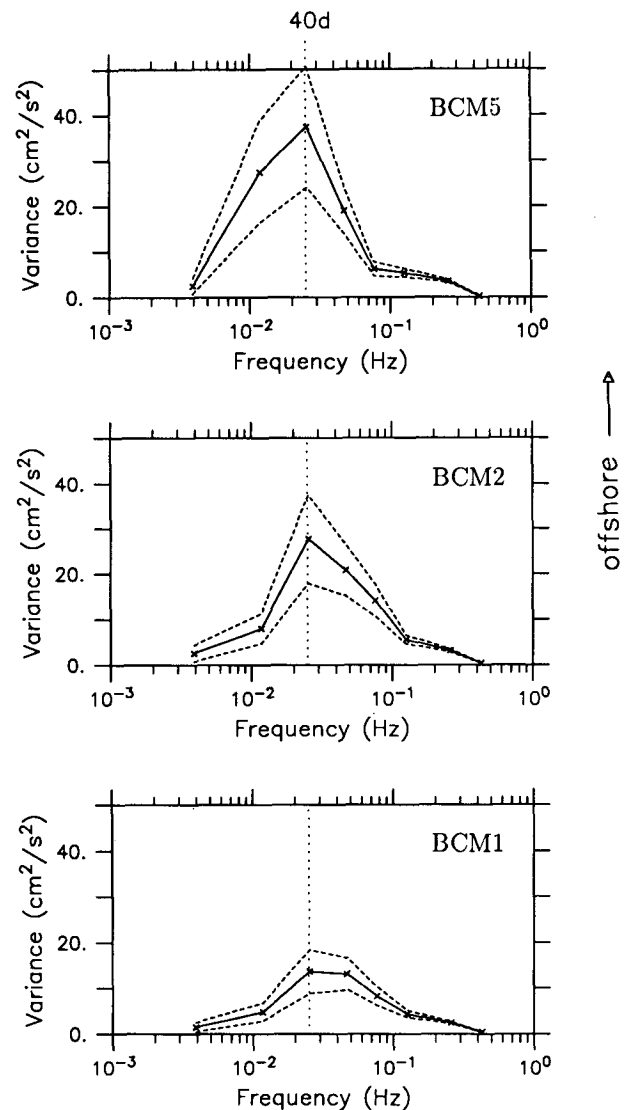 40d
BCM5
Variance (cm²/s²)
40.
20.
0.
10⁻³ 10⁻² 10⁻¹ 10⁰
Frequency (Hz)
BCM2
Variance (cm²/s²)
40.
20.
0.
10⁻³ 10⁻² 10⁻¹ 10⁰
Frequency (Hz)
offshore
BCM1
Variance (cm²/s²)
40.
20.
0.
10⁻³ 10⁻² 10⁻¹ 10⁰
Frequency (Hz)